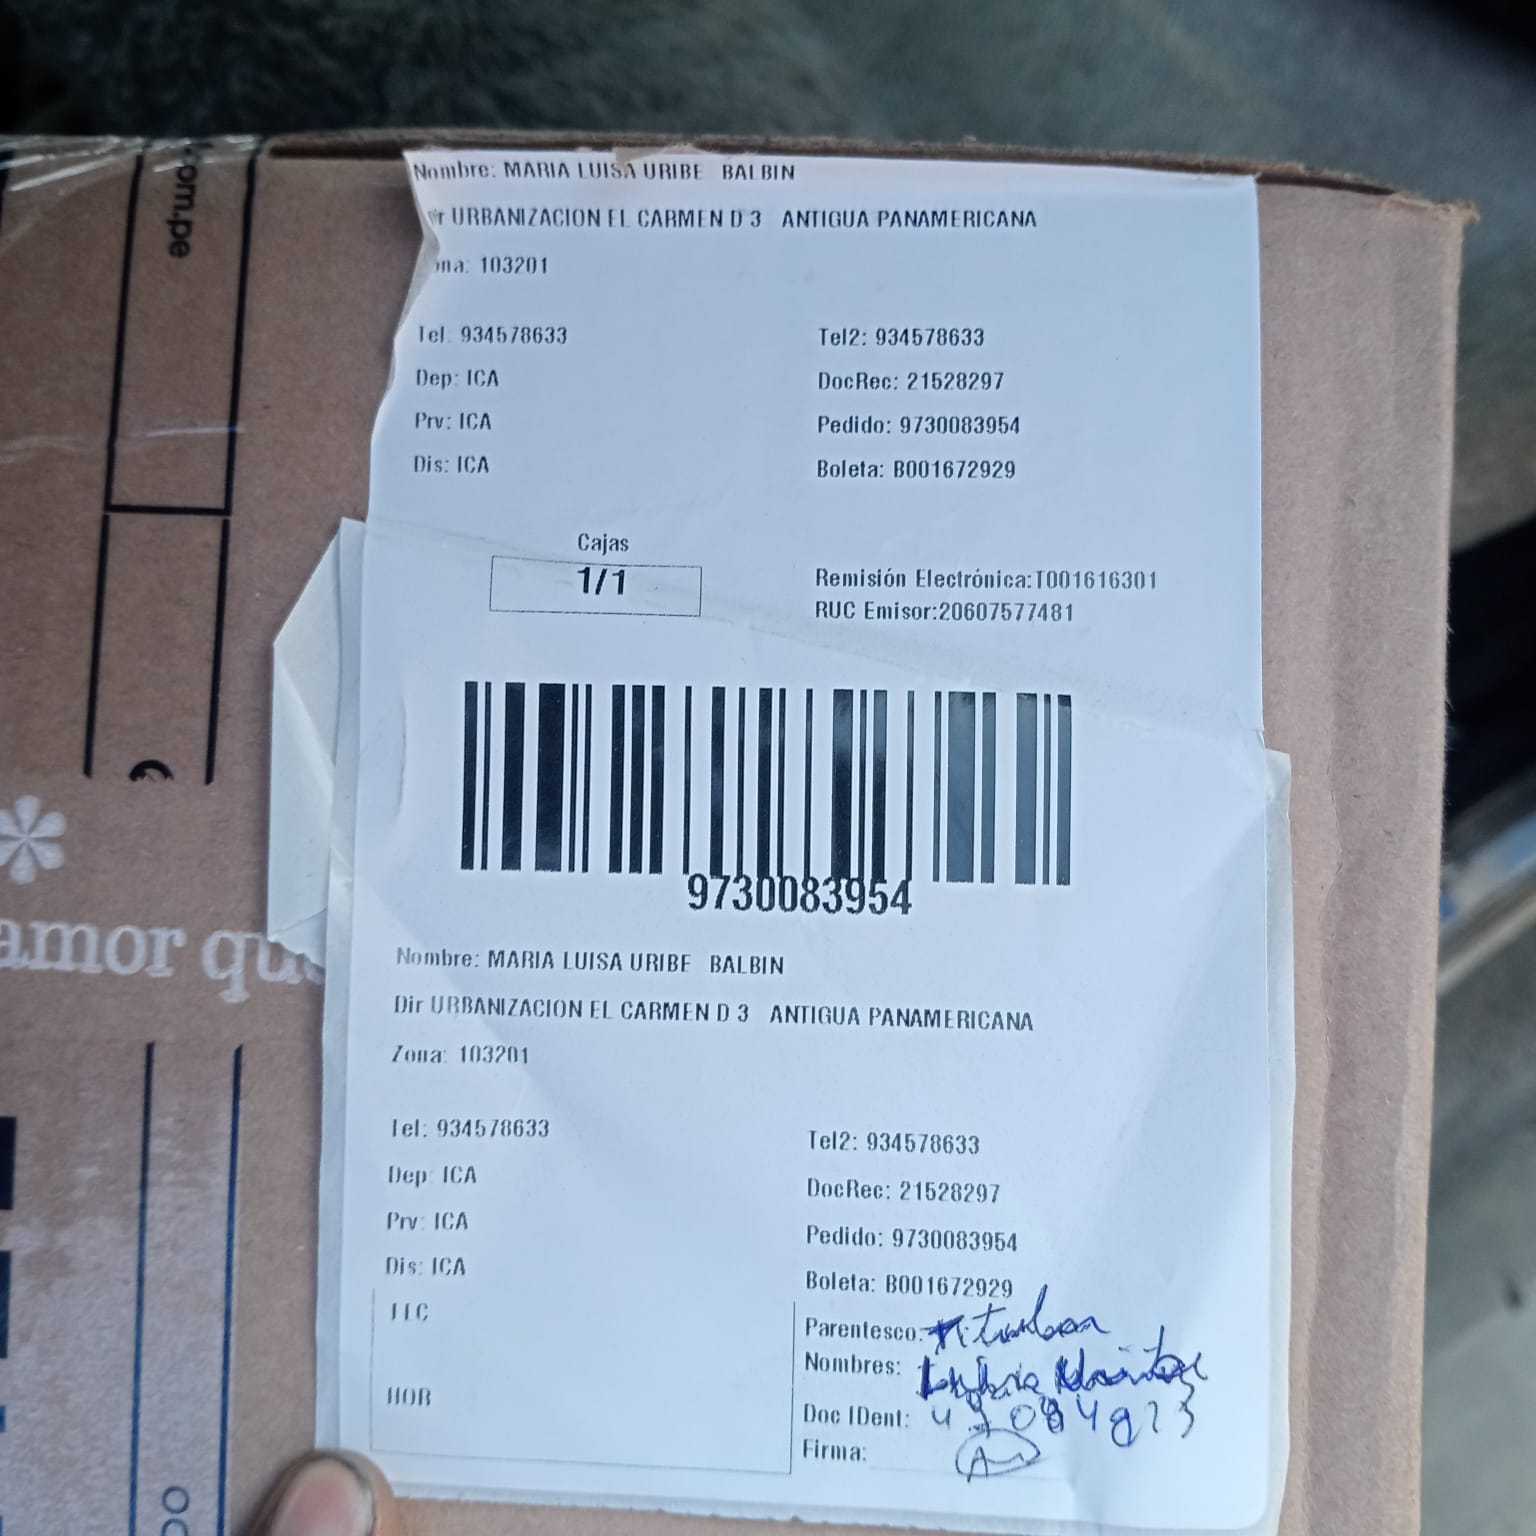 .com.pe
amor que
Nombre: MARIA LUISA URIBE BALBIN
Dir URBANIZACION EL CARMEN D 3 ANTIGUA PANAMERICANA
ona: 103201
Tel: 934578633 Tel2: 934578633
Dep: ICA DocRec: 21528297
Prv: ICA Pedido: 9730083954
Dis: ICA Boleta: B001672929
Cajas
1/1
Remisión Electrónica:T001616301
RUC Emisor:20607577481
9730083954
Nombre: MARIA LUISA URIBE BALBIN
Dir URBANIZACION EL CARMEN D 3 ANTIGUA PANAMERICANA
Zona: 103201
Tel: 934578633 Tel2: 934578633
Dep: ICA DocRec: 21528297
Prv: ICA Pedido: 9730083954
Dis: ICA Boleta: B001672929
Parentesco:
Nombres:
HOR
Doc IDent:
Firma: